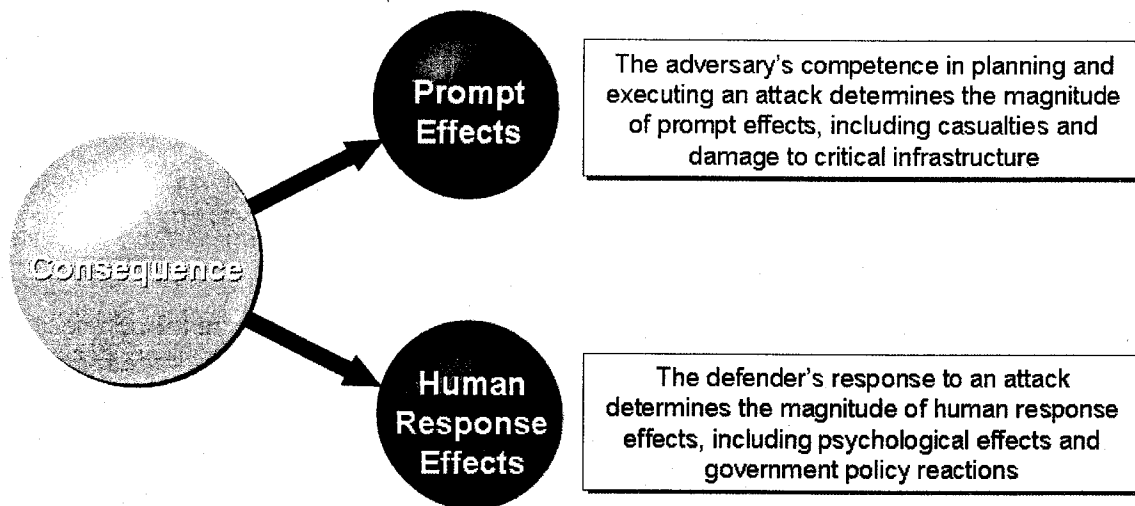 Prompt
Effects
The adversary's competence in planning and
executing an attack determines the magnitude
of prompt effects, including casualties and
damage to critical infrastructure
Consequence
Human
Response
Effects
The defender's response to an attack
determines the magnitude of human response
effects, including psychological effects and
government policy reactions